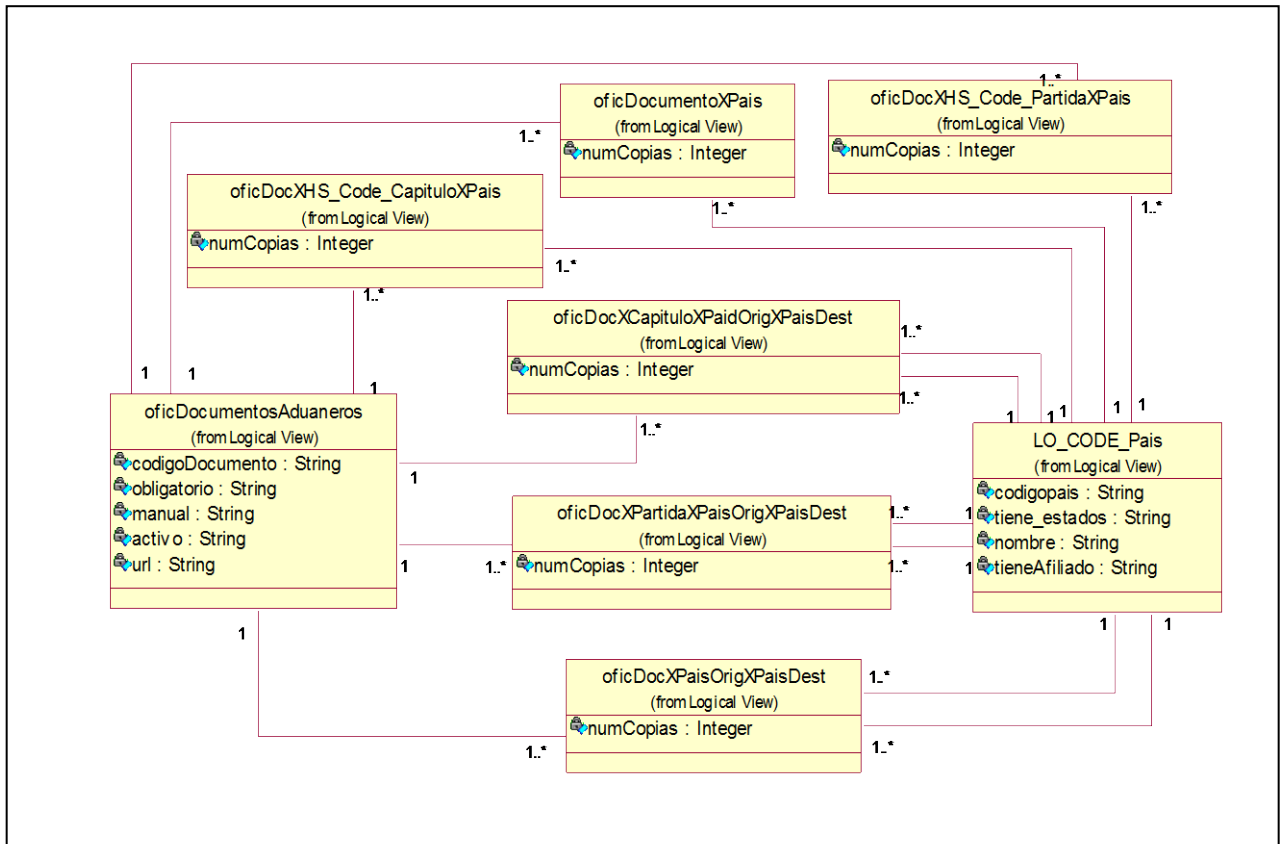 1..*
oficDocumentoXPais
(from Logical View)
numCopias : Integer
1..*
1..*
oficDocXHS_Code_PartidaXPais
(from Logical View)
numCopias : Integer
1..*
oficDocXHS_Code_CapituloXPais
(from Logical View)
numCopias : Integer
1..*
1..*
oficDocXCapituloXPaidOrigXPaisDest
(from Logical View)
numCopias : Integer
1..*
1..*
1..*
1
1
1
oficDocumentosAduaneros
(from Logical View)
codigoDocumento : String
obligatorio : String
manual : String
activo : String
url : String
1
1
1
1
1
1
1
1
LO_CODE_Pais
(from Logical View)
codigopais : String
tiene_estados : String
nombre : String
tieneAfiliado : String
oficDocXPartidaXPaisOrigXPaisDest
(from Logical View)
numCopias : Integer
1..*
1..*
1..*
1
1
1
1
1
oficDocXPaisOrigXPaisDest
(from Logical View)
numCopias : Integer
1..*
1..*
1..*